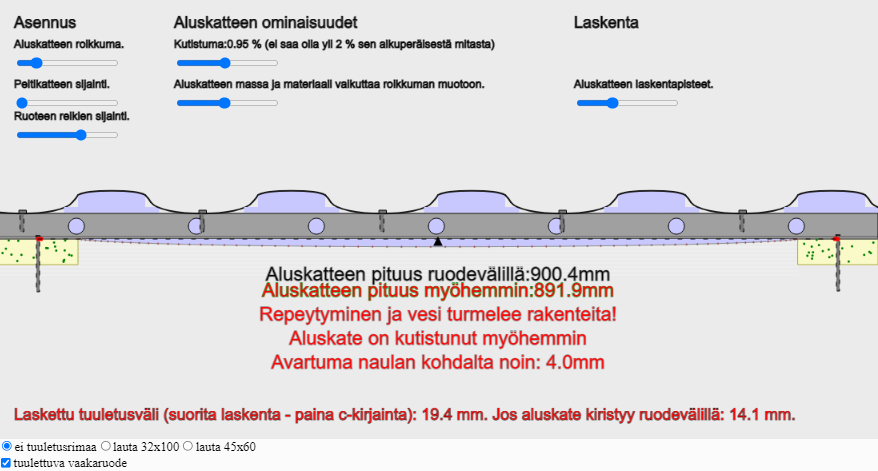 Asennus
Aluskatteen ominaisuudet
Laskenta
Aluskatteen roikkuma.
Kutistuma:0.95 % (ei saa olla yli 2 % sen alkuperäisestä mitasta)
Peltikatteen sijainti.
Aluskatteen massa ja materiaali vaikuttaa roikkuman muotoon.
Aluskatteen laskentapisteet.
Ruoteen reikien sijainti.
Aluskatteen pituus ruodevälillä:900.4mm
Aluskatteen pituus myöhemmin:891.9mm
Repeytyminen ja vesi turmelee rakenteita!
Aluskate on kutistunut myöhemmin
Avartuma naulan kohdalta noin: 4.0mm
Laskettu tuuletusväli (suorita laskenta - paina c-kirjainta): 19.4 mm. Jos aluskate kiristyy ruodevälillä: 14.1 mm.
ei tuuletusrimaa lauta 32x100 lauta 45x60
tuulettuva vaakaruode